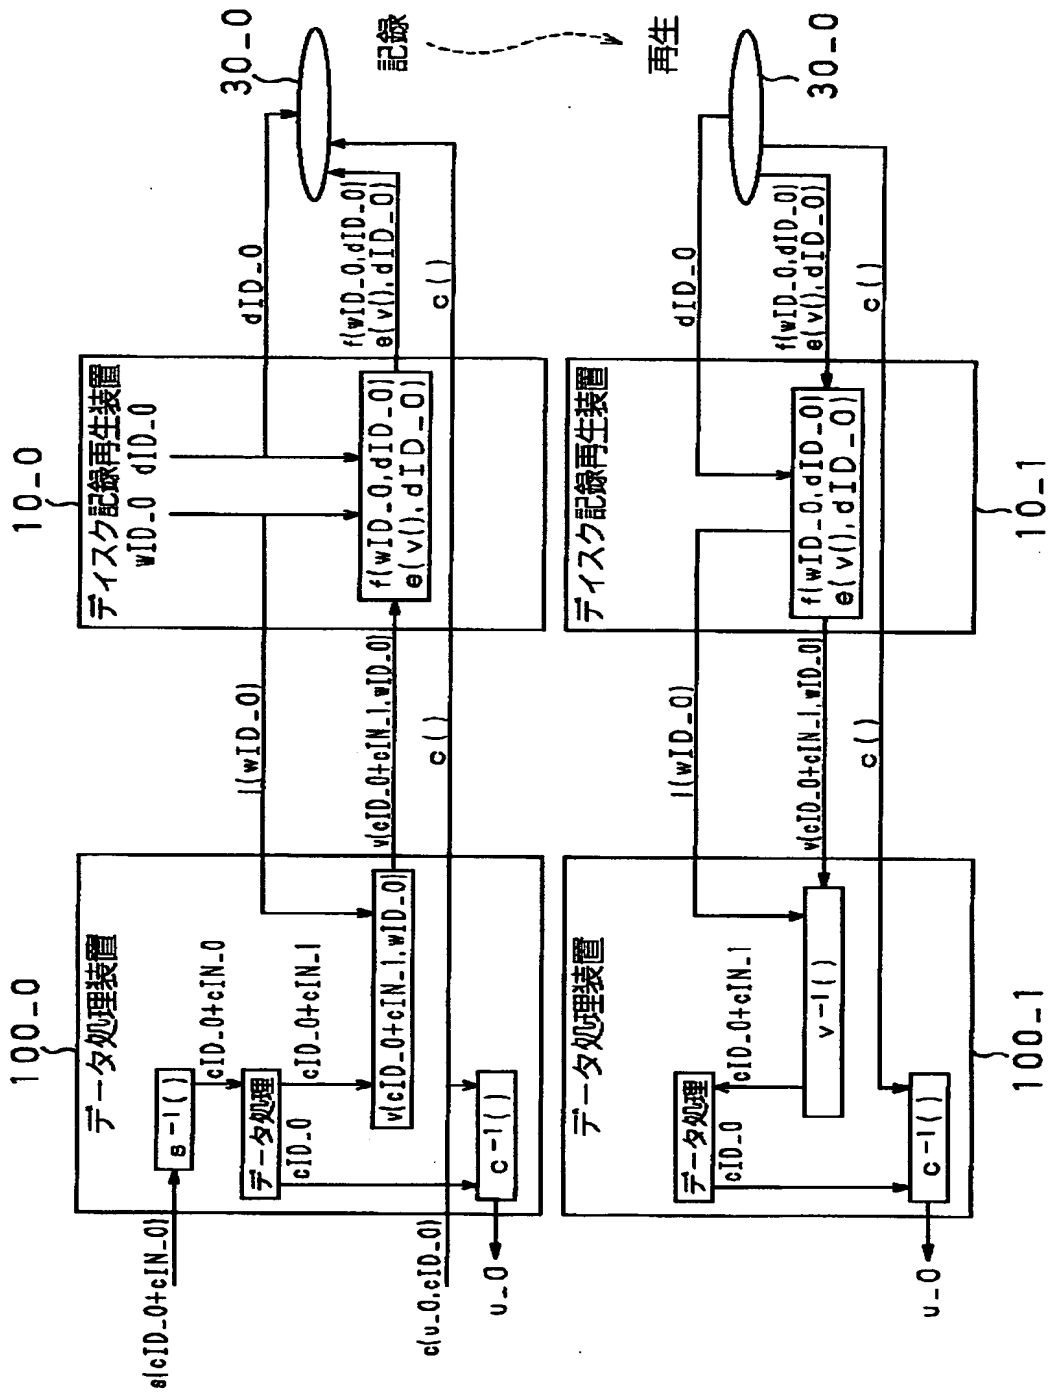 100_0
データ処理装置
s(cID_0+cIN_0)
s⁻¹()
cID_0+cIN_0
データ処理
cID_0
cID_0+cIN_1
v(cID_0+cIN_1,wID_0)
c⁻¹()
c(u_0,cID_0)
u_0
l(wID_0)
v(cID_0+cIN_1,wID_0)
c()
10_0
ディスク記録再生装置
wID_0 dID_0
f(wID_0,dID_0)
e(v(),dID_0)
dID_0
f(wID_0,dID_0)
e(v(),dID_0)
c()
30_0
記録
再生
データ処理装置
データ処理
cID_0
cID_0+cIN_1
v⁻¹()
c⁻¹()
u_0
100_1
l(wID_0)
v(cID_0+cIN_1,wID_0)
c()
ディスク記録再生装置
f(wID_0,dID_0)
e(v(),dID_0)
10_1
dID_0
f(wID_0,dID_0)
e(v(),dID_0)
c()
30_0